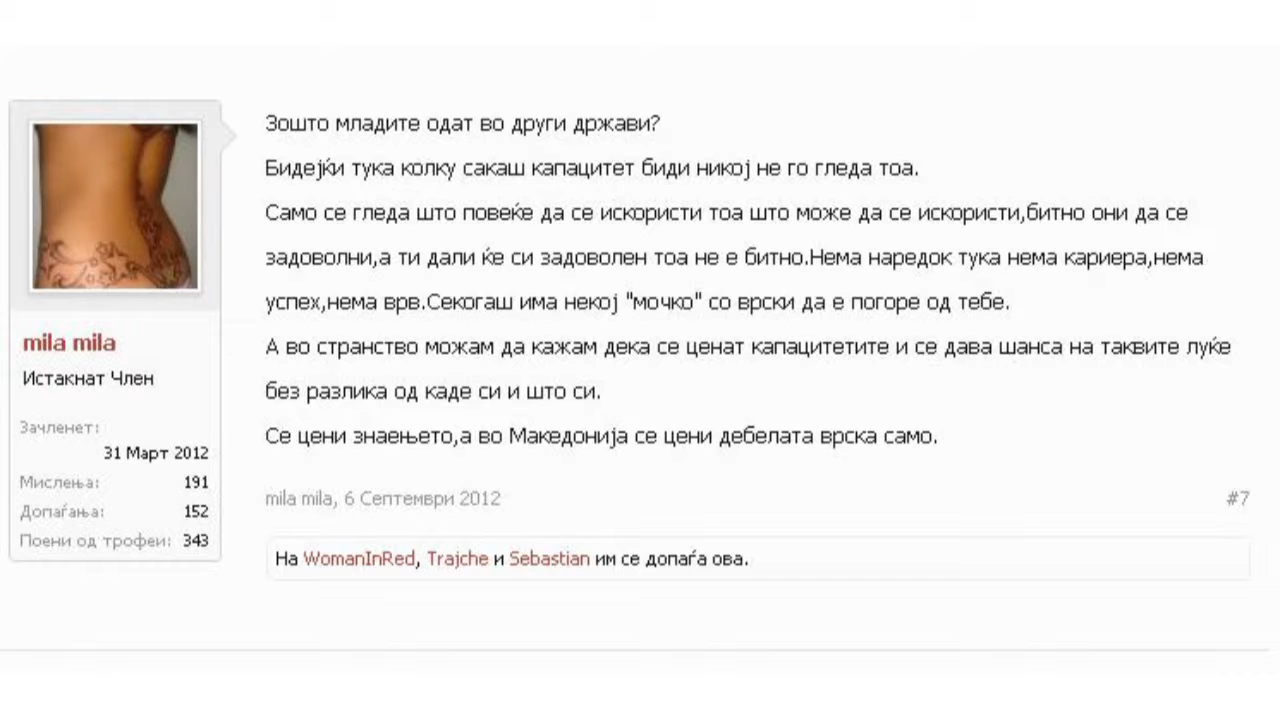 Зошто младите одат во други држави?
Бидејќи тука колку сакаш капацитет биди никој не го гледа тоа.
Само се гледа што повеќе да се искористи тоа што може да се искористи,битно они да се
задоволни,а ти дали ќе си задоволен тоа не е битно.Нема наредок тука нема кариера,нема
успех,нема врв.Секогаш има некој "мочко" со врски да е погоре од тебе.
А во странство можам да кажам дека се ценат капацитетите и се дава шанса на таквите луѓе
без разлика од каде си и што си.
Се цени знаењето,а во Македонија се цени дебелата врска само.
mila mila
Истакнат Член
Зачленет:
31 Март 2012
Мислења: 191
Допаѓања: 152
Поени од трофеи: 343
mila mila, 6 Септември 2012 #7
На WomanInRed, Trajche и Sebastian им се допаѓа ова.